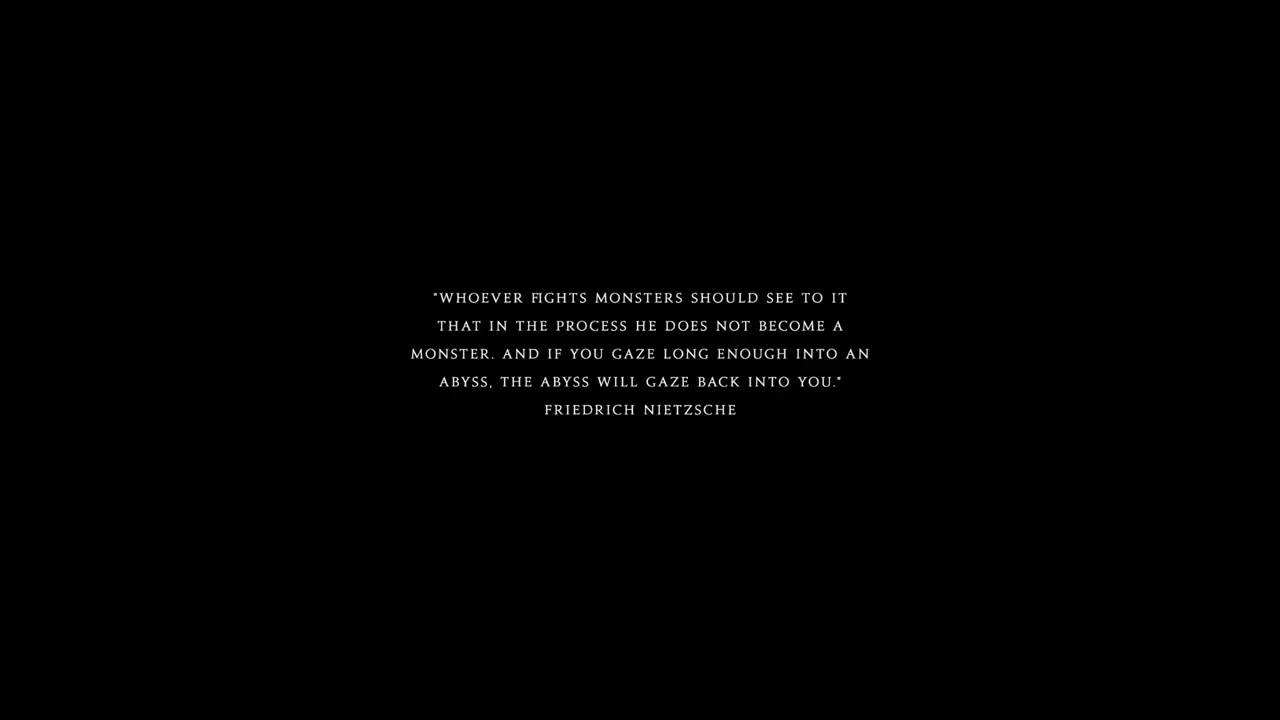 "WHOEVER FIGHTS MONSTERS SHOULD SEE TO IT
THAT IN THE PROCESS HE DOES NOT BECOME A
MONSTER. AND IF YOU GAZE LONG ENOUGH INTO AN
ABYSS, THE ABYSS WILL GAZE BACK INTO YOU."
FRIEDRICH NIETZSCHE